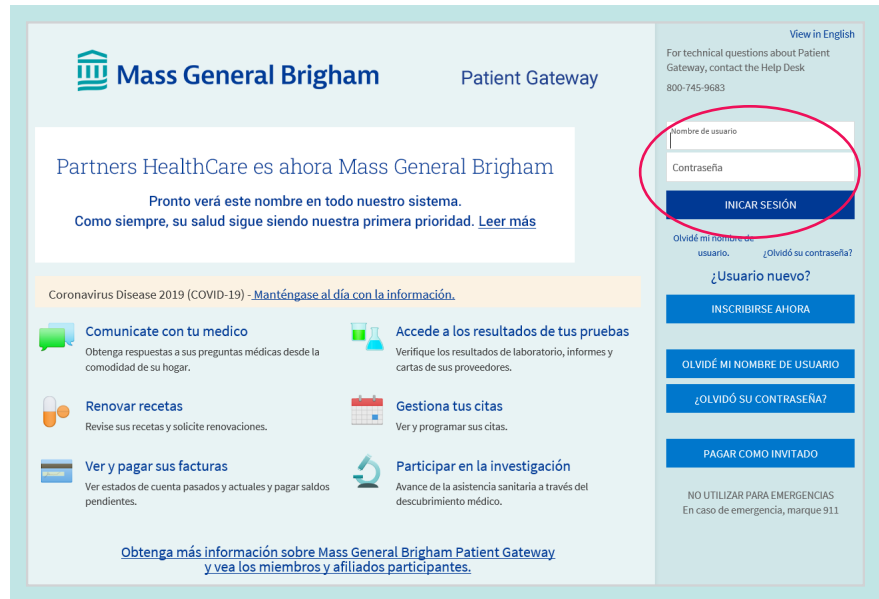 Mass General Brigham
Patient Gateway
Partners HealthCare es ahora Mass General Brigham
Pronto verá este nombre en todo nuestro sistema.
Como siempre, su salud sigue siendo nuestra primera prioridad. Leer más
Coronavirus Disease 2019 (COVID-19) - Manténgase al día con la información.
Comunicate con tu medico
Obtenga respuestas a sus preguntas médicas desde la
comodidad de su hogar.
Accede a los resultados de tus pruebas
Verifique los resultados de laboratorio, informes y
cartas de sus proveedores.
Renovar recetas
Revise sus recetas y solicite renovaciones.
Gestiona tus citas
Ver y programar sus citas.
Ver y pagar sus facturas
Ver estados de cuenta pasados y actuales y pagar saldos
pendientes.
Participar en la investigación
Avance de la asistencia sanitaria a través del
descubrimiento médico.
Obtenga más información sobre Mass General Brigham Patient Gateway
y vea los miembros y afiliados participantes.
View in English
For technical questions about Patient
Gateway, contact the Help Desk
800-745-9683
Nombre de usuario
Contraseña
INICAR SESIÓN
Olvidé mi nombre de
usuario.
¿Olvidó su contraseña?
¿Usuario nuevo?
INSCRIBIRSE AHORA
OLVIDÉ MI NOMBRE DE USUARIO
¿OLVIDÓ SU CONTRASEÑA?
PAGAR COMO INVITADO
NO UTILIZAR PARA EMERGENCIAS
En caso de emergencia, marque 911